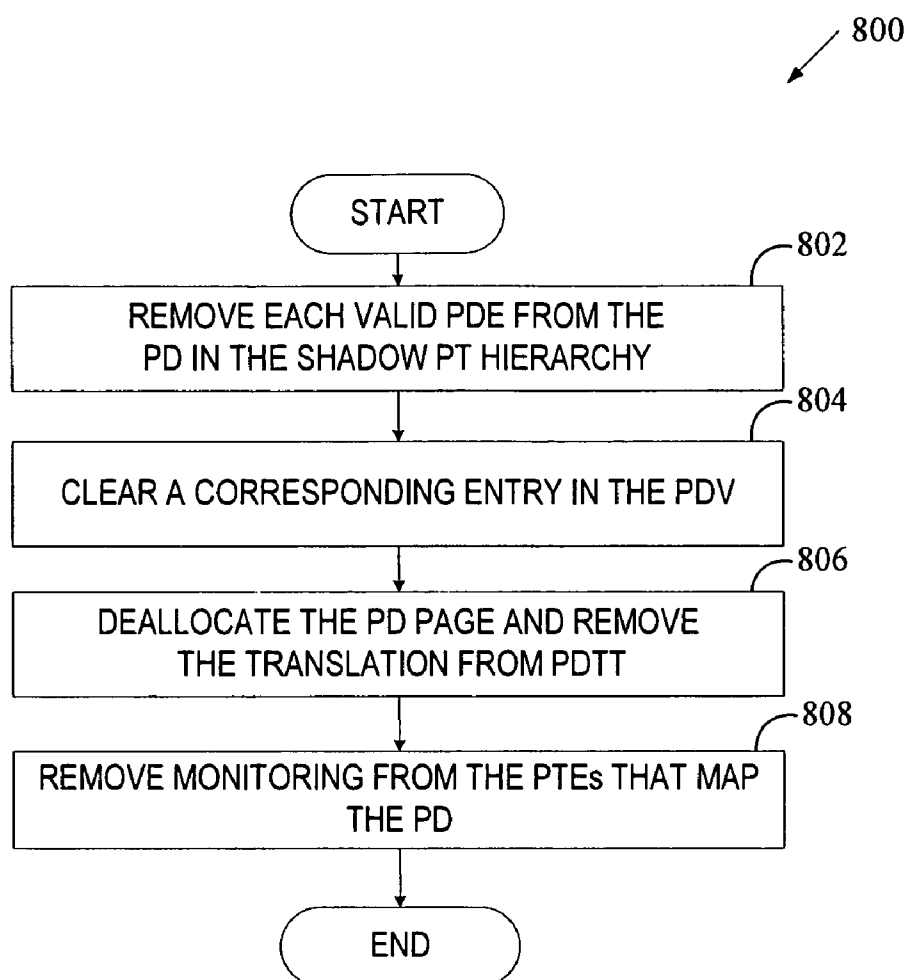 800
START
802
REMOVE EACH VALID PDE FROM THE
PD IN THE SHADOW PT HIERARCHY
804
CLEAR A CORRESPONDING ENTRY IN THE PDV
806
DEALLOCATE THE PD PAGE AND REMOVE
THE TRANSLATION FROM PDTT
808
REMOVE MONITORING FROM THE PTEs THAT MAP
THE PD
END